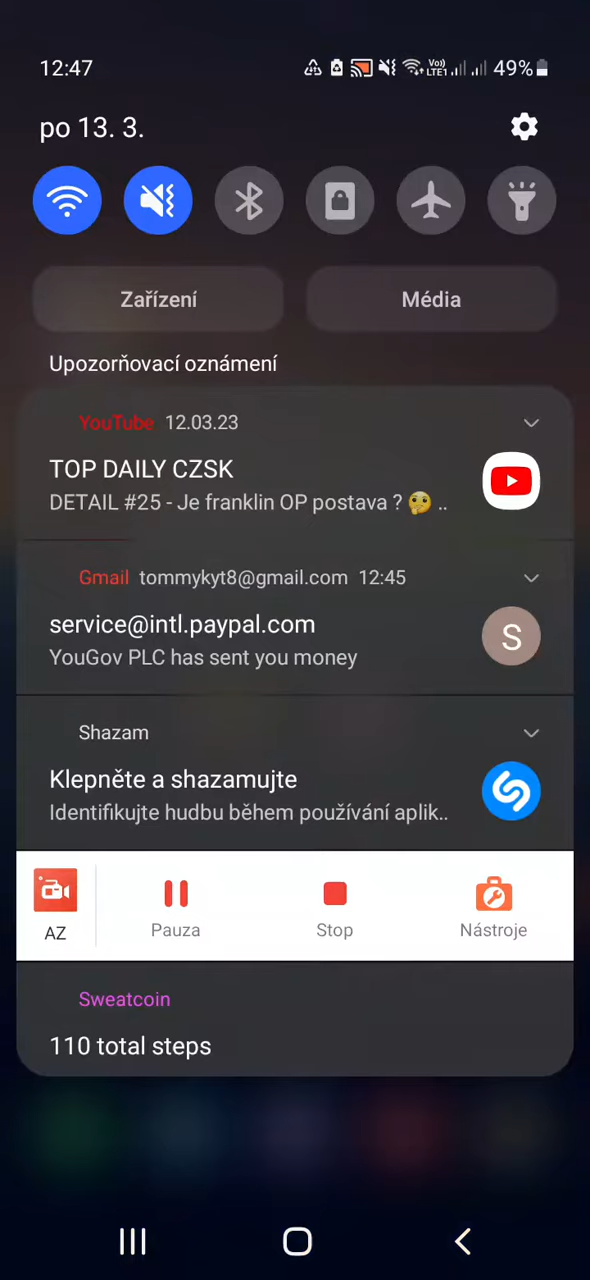 12:47 Vo)) LTE1 49%
po 13. 3.
Zařízení Média
Upozorňovací oznámení
YouTube 12.03.23
TOP DAILY CZSK
DETAIL #25 - Je franklin OP postava ? 🤔 ..
Gmail tommykyt8@gmail.com 12:45
service@intl.paypal.com
S
YouGov PLC has sent you money
Shazam
Klepněte a shazamujte
Identifikujte hudbu během používání aplik..
AZ Pauza Stop Nástroje
Sweatcoin
110 total steps